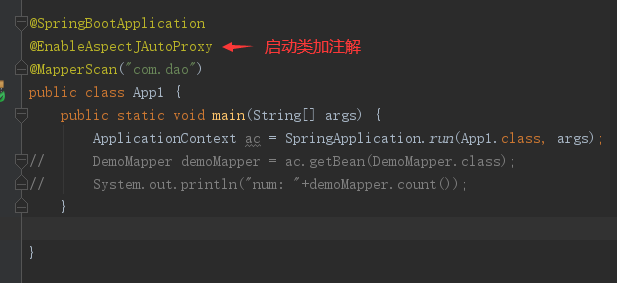 @SpringBootApplication
@EnableAspectJAutoProxy 启动类加注解
@MapperScan("com.dao")
public class App1 {
public static void main(String[] args) {
ApplicationContext ac = SpringApplication.run(App1.class, args);
// DemoMapper demoMapper = ac.getBean(DemoMapper.class);
// System.out.println("num: "+demoMapper.count());
}
}